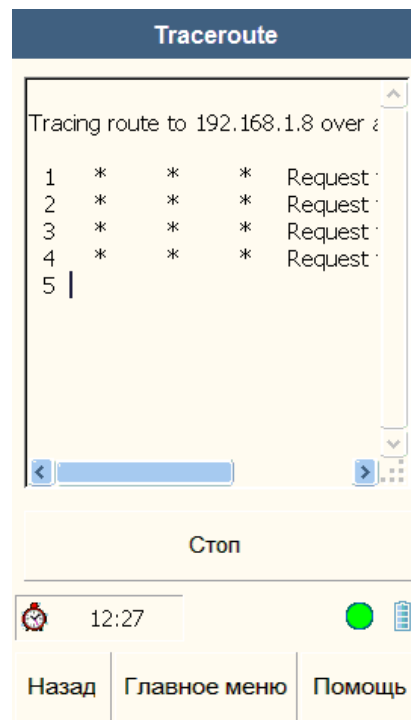 Traceroute
Tracing route to 192.168.1.8 over a
1 * * * Request
2 * * * Request
3 * * * Request
4 * * * Request
5
Стоп
12:27
Назад Главное меню Помощь